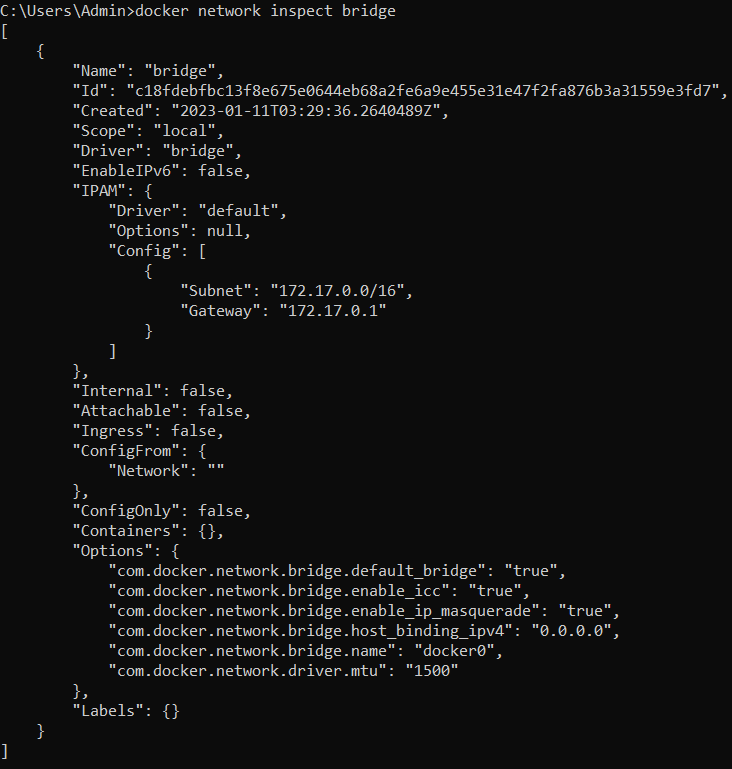 C:\Users\Admin>docker network inspect bridge
[
    {
        "Name": "bridge",
        "Id": "c18fdebfbc13f8e675e0644eb68a2fe6a9e455e31e47f2fa876b3a31559e3fd7",
        "Created": "2023-01-11T03:29:36.2640489Z",
        "Scope": "local",
        "Driver": "bridge",
        "EnableIPv6": false,
        "IPAM": {
            "Driver": "default",
            "Options": null,
            "Config": [
                {
                    "Subnet": "172.17.0.0/16",
                    "Gateway": "172.17.0.1"
                }
            ]
        },
        "Internal": false,
        "Attachable": false,
        "Ingress": false,
        "ConfigFrom": {
            "Network": ""
        },
        "ConfigOnly": false,
        "Containers": {},
        "Options": {
            "com.docker.network.bridge.default_bridge": "true",
            "com.docker.network.bridge.enable_icc": "true",
            "com.docker.network.bridge.enable_ip_masquerade": "true",
            "com.docker.network.bridge.host_binding_ipv4": "0.0.0.0",
            "com.docker.network.bridge.name": "docker0",
            "com.docker.network.driver.mtu": "1500"
        },
        "Labels": {}
    }
]